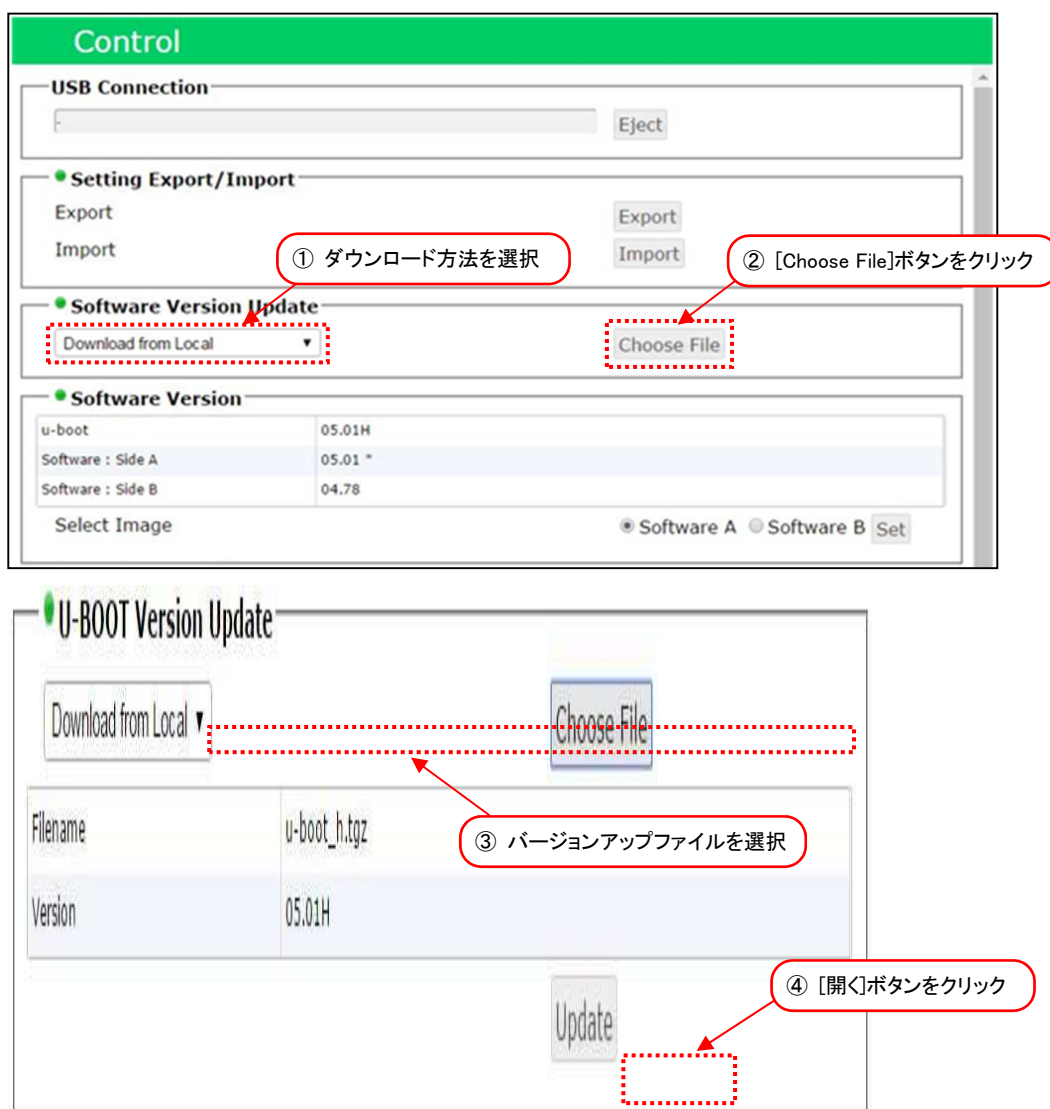 Control
USB Connection
-
Eject
Setting Export/Import
Export
Export
Import
Import
① ダウンロード方法を選択
② [Choose File]ボタンをクリック
Software Version Update
Download from Local ▼
Choose File
Software Version
u-boot 05.01H
Software : Side A 05.01 *
Software : Side B 04.78
Select Image
Software A Software B Set
U-BOOT Version Update
Download from Local ▼
Choose File
Filename u-boot_h.tgz
③ バージョンアップファイルを選択
Version 05.01H
④ [開く]ボタンをクリック
Update